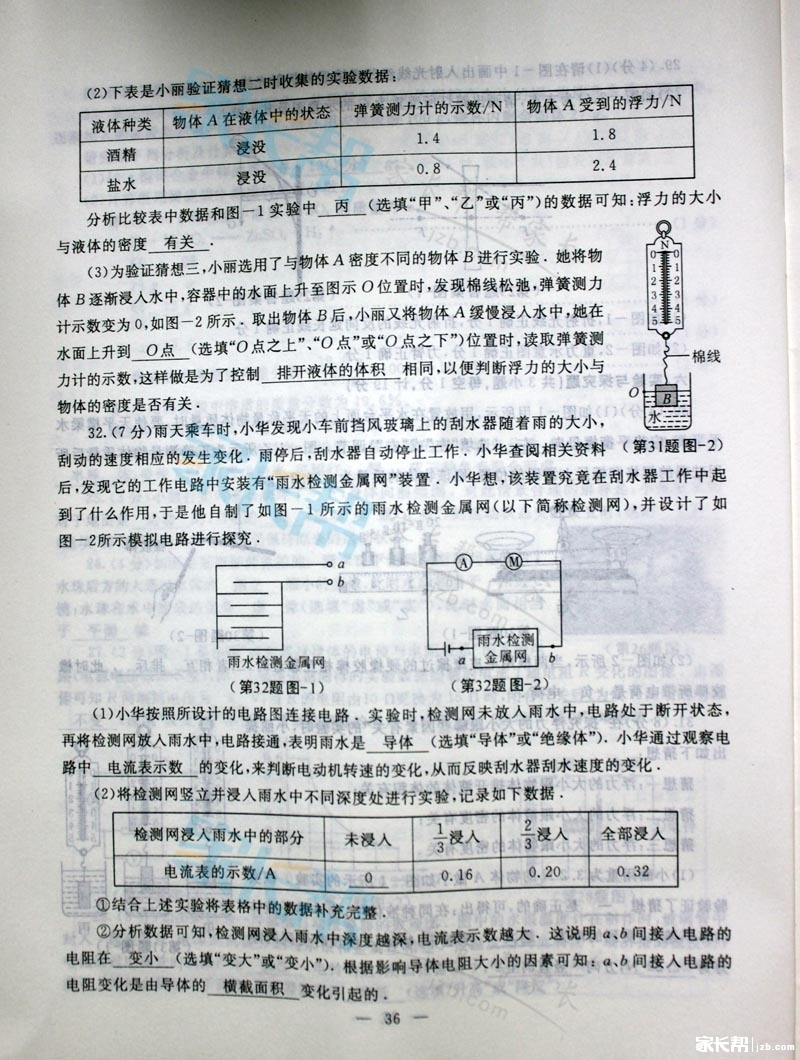 (2)下表是小丽验证猜想二时收集的实验数据:
液体种类 物体A在液体中的状态 弹簧测力计的示数/N 物体A受到的浮力/N
酒精 浸没 1.4 1.8
盐水 浸没 0.8 2.4
分析比较表中数据和图-1实验中 丙 (选填“甲”、“乙”或“丙”)的数据可知:浮力的大小
与液体的密度 有关 .
(3)为验证猜想三,小丽选用了与物体A密度不同的物体B进行实验.她将物
体B逐渐浸入水中,容器中的水面上升至图示O位置时,发现棉线松弛,弹簧测力
计示数变为0,如图-2所示.取出物体B后,小丽又将物体A缓慢浸入水中,她在
水面上升到 O点 (选填“O点之上”、“O点”或“O点之下”)位置时,读取弹簧测
力计的示数,这样做是为了控制 排开液体的体积 相同,以便判断浮力的大小与
物体的密度是否有关.
N
0 0
1 1
2 2
3 3
4 4
5 5
棉线
O
B
水
(第31题图-2)
32.(7分)雨天乘车时,小华发现小车前挡风玻璃上的刮水器随着雨的大小,
刮动的速度相应的发生变化.雨停后,刮水器自动停止工作.小华查阅相关资料
后,发现它的工作电路中安装有“雨水检测金属网”装置.小华想,该装置究竟在刮水器工作中起
到了什么作用,于是他自制了如图-1所示的雨水检测金属网(以下简称检测网),并设计了如
图-2所示模拟电路进行探究.
a
b
雨水检测金属网
(第32题图-1)
A M
雨水检测
金属网
a b
(第32题图-2)
(1)小华按照所设计的电路图连接电路.实验时,检测网未放入雨水中,电路处于断开状态,
再将检测网放入雨水中,电路接通,表明雨水是 导体 (选填“导体”或“绝缘体”).小华通过观察电
路中 电流表示数 的变化,来判断电动机转速的变化,从而反映刮水器刮水速度的变化.
(2)将检测网竖立并浸入雨水中不同深度处进行实验,记录如下数据.
检测网浸入雨水中的部分 未浸入 1/3浸入 2/3浸入 全部浸入
电流表的示数/A 0 0.16 0.20 0.32
①结合上述实验将表格中的数据补充完整.
②分析数据可知,检测网浸入雨水中深度越深,电流表示数越大.这说明a、b间接入电路的
电阻在 变小 (选填“变大”或“变小”).根据影响导体电阻大小的因素可知:a、b间接入电路的
电阻变化是由导体的 横截面积 变化引起的.
— 36 —
家长帮 jzb.com